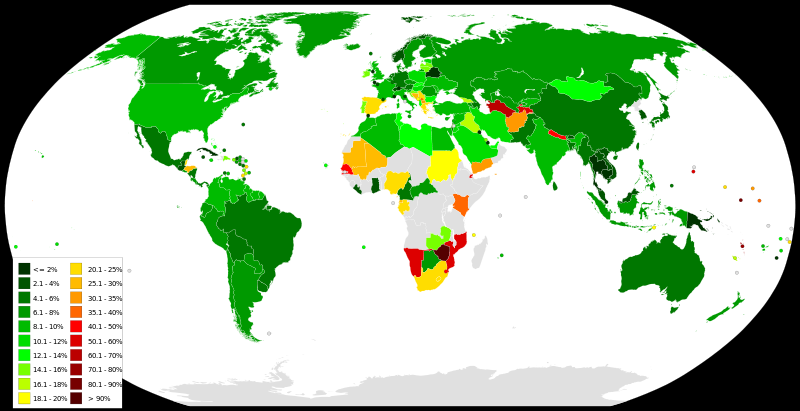 <= 2%
2.1 - 4%
4.1 - 6%
6.1 - 8%
8.1 - 10%
10.1 - 12%
12.1 - 14%
14.1 - 16%
16.1 - 18%
18.1 - 20%
20.1 - 25%
25.1 - 30%
30.1 - 35%
35.1 - 40%
40.1 - 50%
50.1 - 60%
60.1 - 70%
70.1 - 80%
80.1 - 90%
> 90%